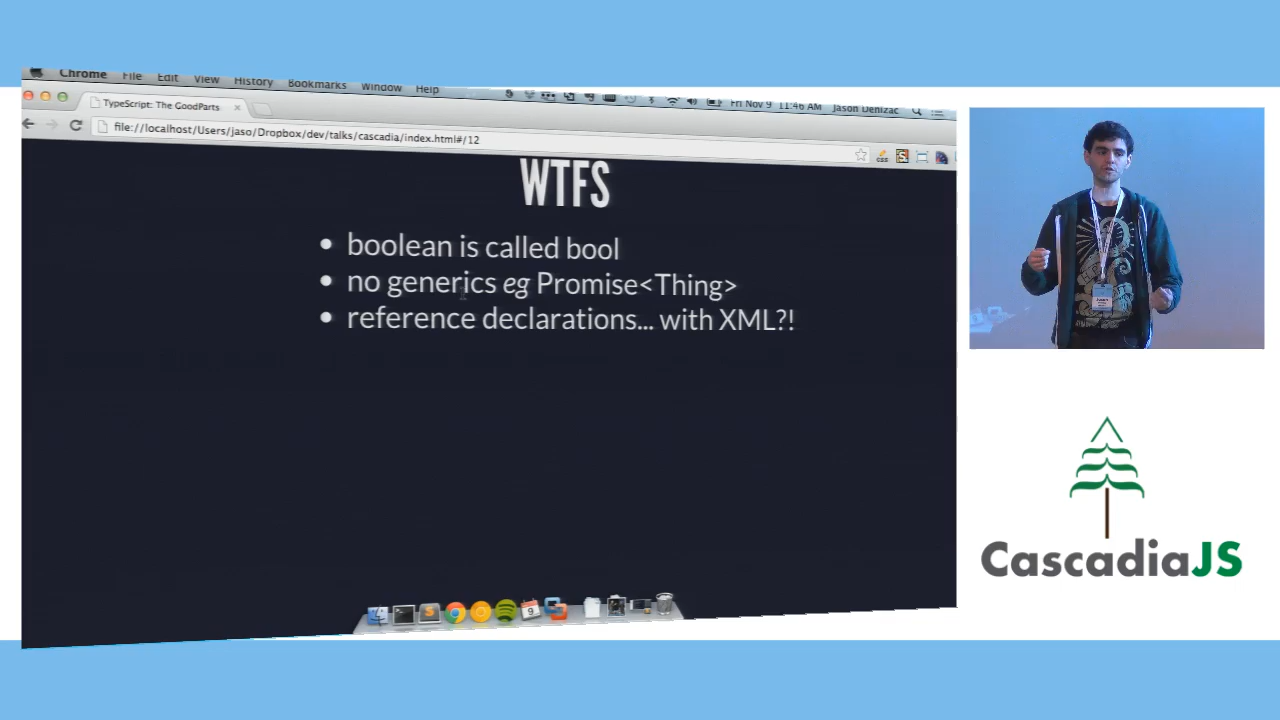 Chrome File Edit View History Bookmarks Window Help Fri Nov 9 11:46 AM Jason Denizac
TypeScript: The GoodParts
file://localhost/Users/jaso/Dropbox/dev/talks/cascadia/index.html#/12
WTFS
boolean is called bool
no generics eg Promise<Thing>
reference declarations... with XML?!
CascadiaJS